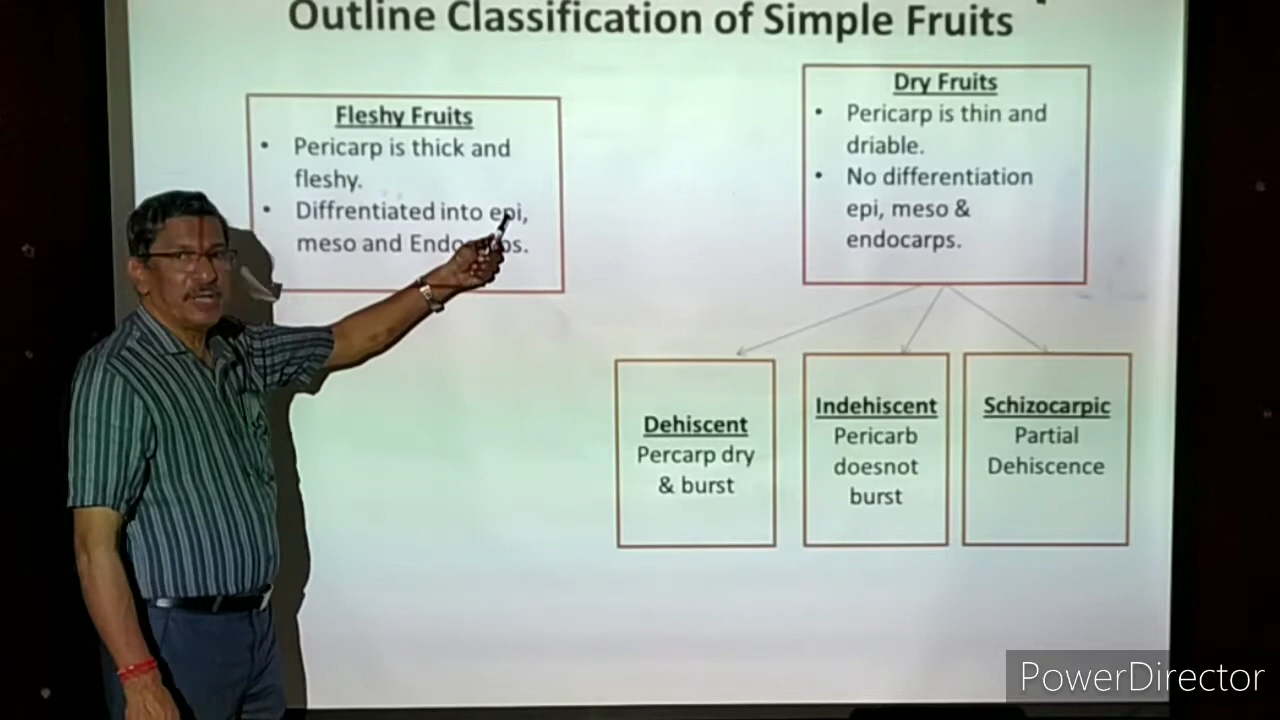 Outline Classification of Simple Fruits
Fleshy Fruits
• Pericarp is thick and
fleshy.
• Diffrentiated into epi,
meso and
Dry Fruits
• Pericarp is thin and
driable.
• No differentiation
epi, meso &
endocarps.
Dehiscent
Percarp dry
& burst
Indehiscent
Pericarb
doesnot
burst
Schizocarpic
Partial
Dehiscence
PowerDirector